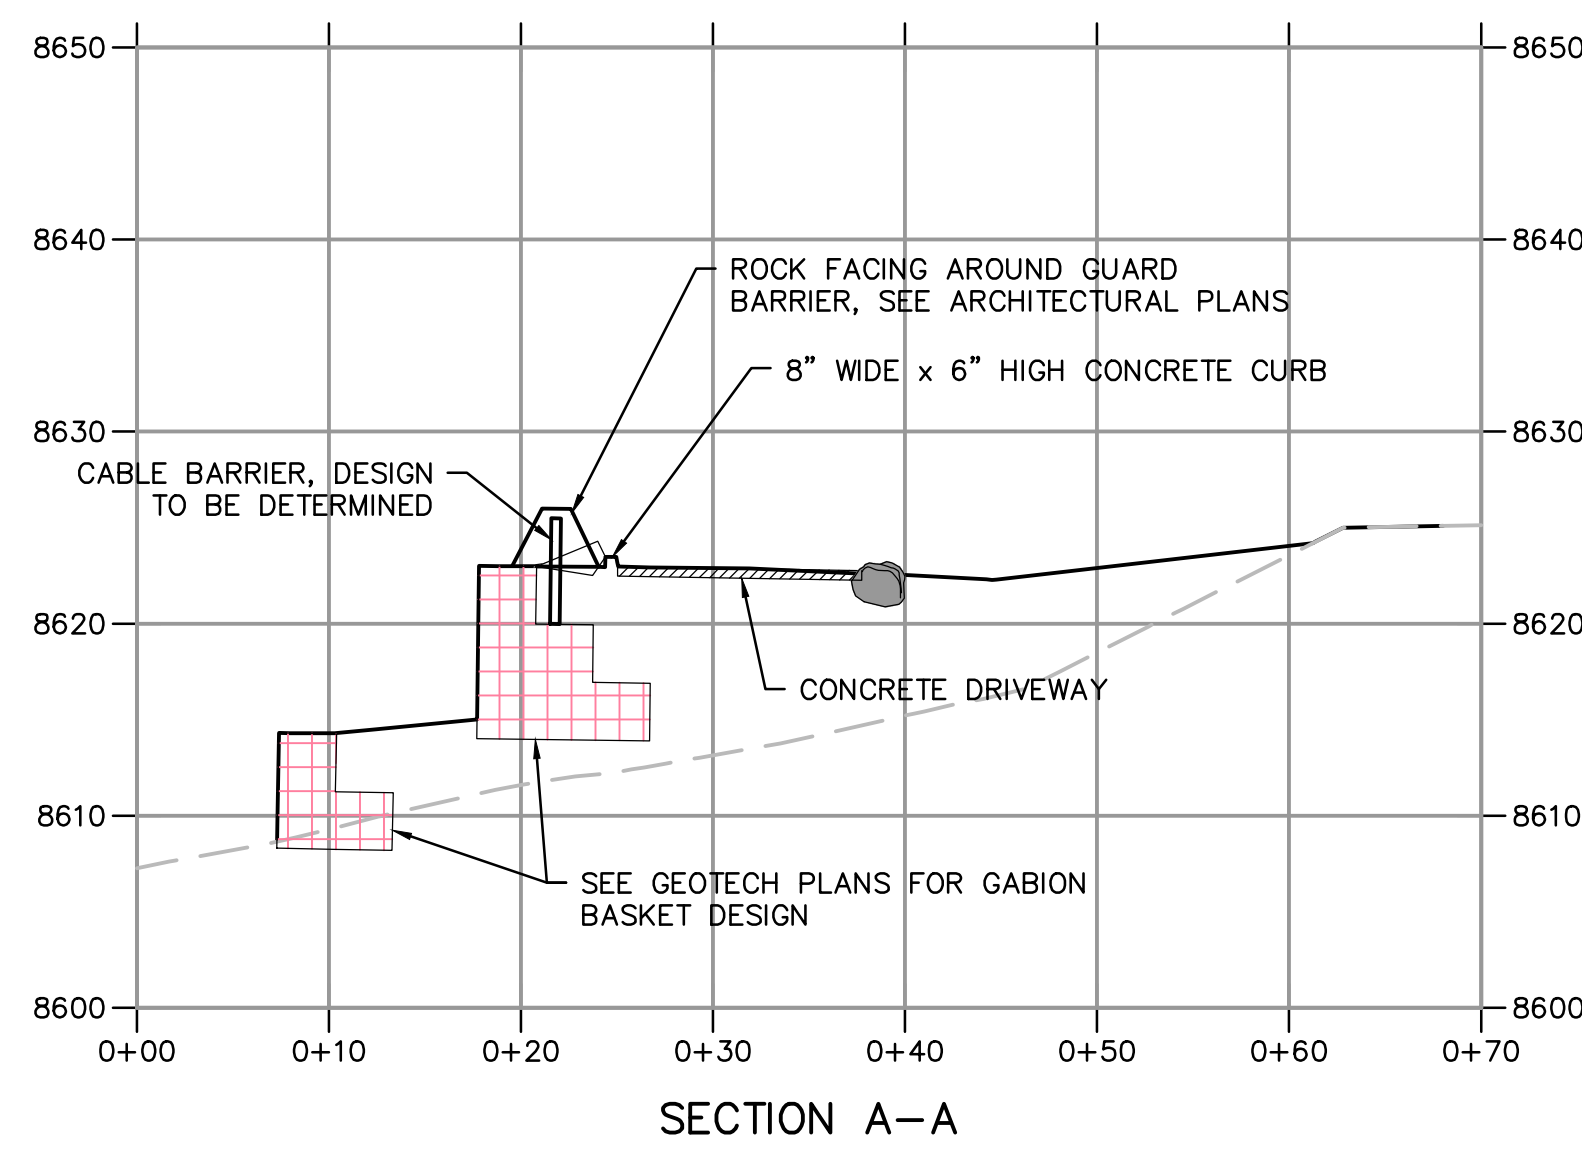 8650 8650
8640 8640
ROCK FACING AROUND GUARD
BARRIER, SEE ARCHITECTURAL PLANS
8” WIDE x 6” HIGH CONCRETE CURB
8630 8630
CABLE BARRIER, DESIGN
TO BE DETERMINED
8620 8620
CONCRETE DRIVEWAY
8610 8610
SEE GEOTECH PLANS FOR GABION
BASKET DESIGN
8600 8600
0+00 0+10 0+20 0+30 0+40 0+50 0+60 0+70
SECTION A-A